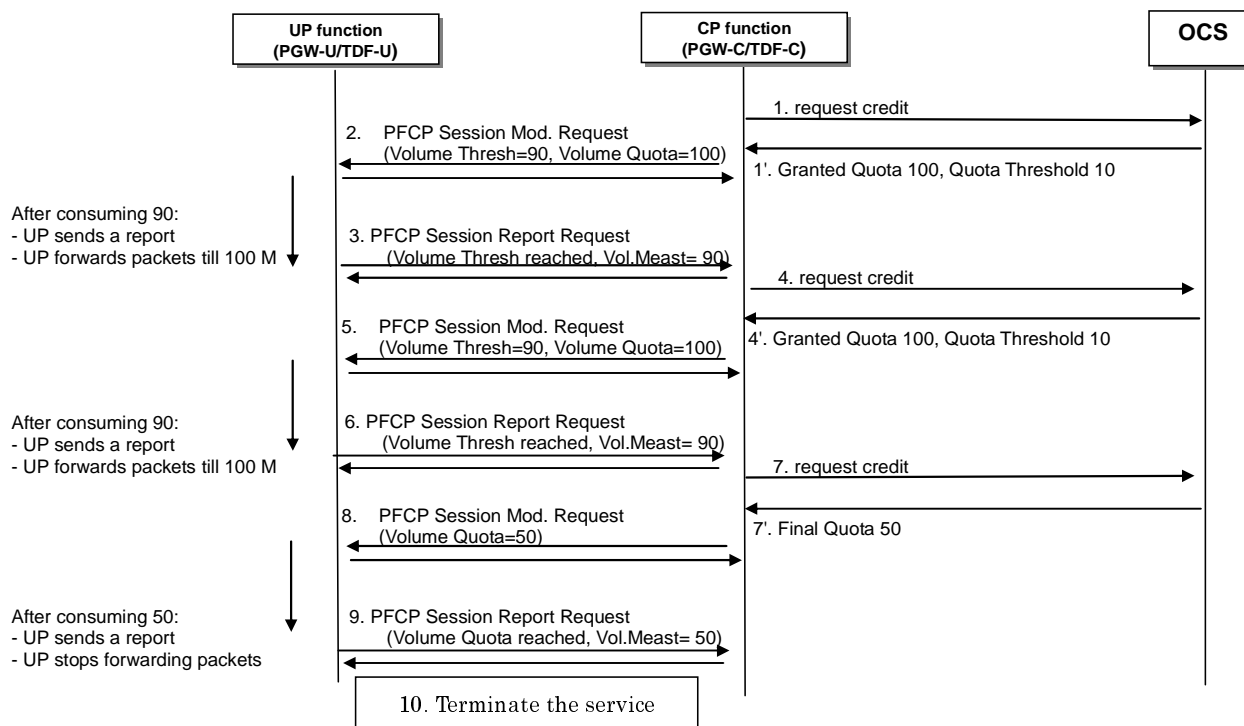 UP function
(PGW-U/TDF-U)
CP function
(PGW-C/TDF-C)
OCS
1. request credit
2. PFCP Session Mod. Request
(Volume Thresh=90, Volume Quota=100)
1'. Granted Quota 100, Quota Threshold 10
After consuming 90:
- UP sends a report
- UP forwards packets till 100 M
3. PFCP Session Report Request
(Volume Thresh reached, Vol.Meast= 90)
4. request credit
5. PFCP Session Mod. Request
(Volume Thresh=90, Volume Quota=100)
4'. Granted Quota 100, Quota Threshold 10
After consuming 90:
- UP sends a report
- UP forwards packets till 100 M
6. PFCP Session Report Request
(Volume Thresh reached, Vol.Meast= 90)
7. request credit
8. PFCP Session Mod. Request
(Volume Quota=50)
7'. Final Quota 50
After consuming 50:
- UP sends a report
- UP stops forwarding packets
9. PFCP Session Report Request
(Volume Quota reached, Vol.Meast= 50)
10. Terminate the service